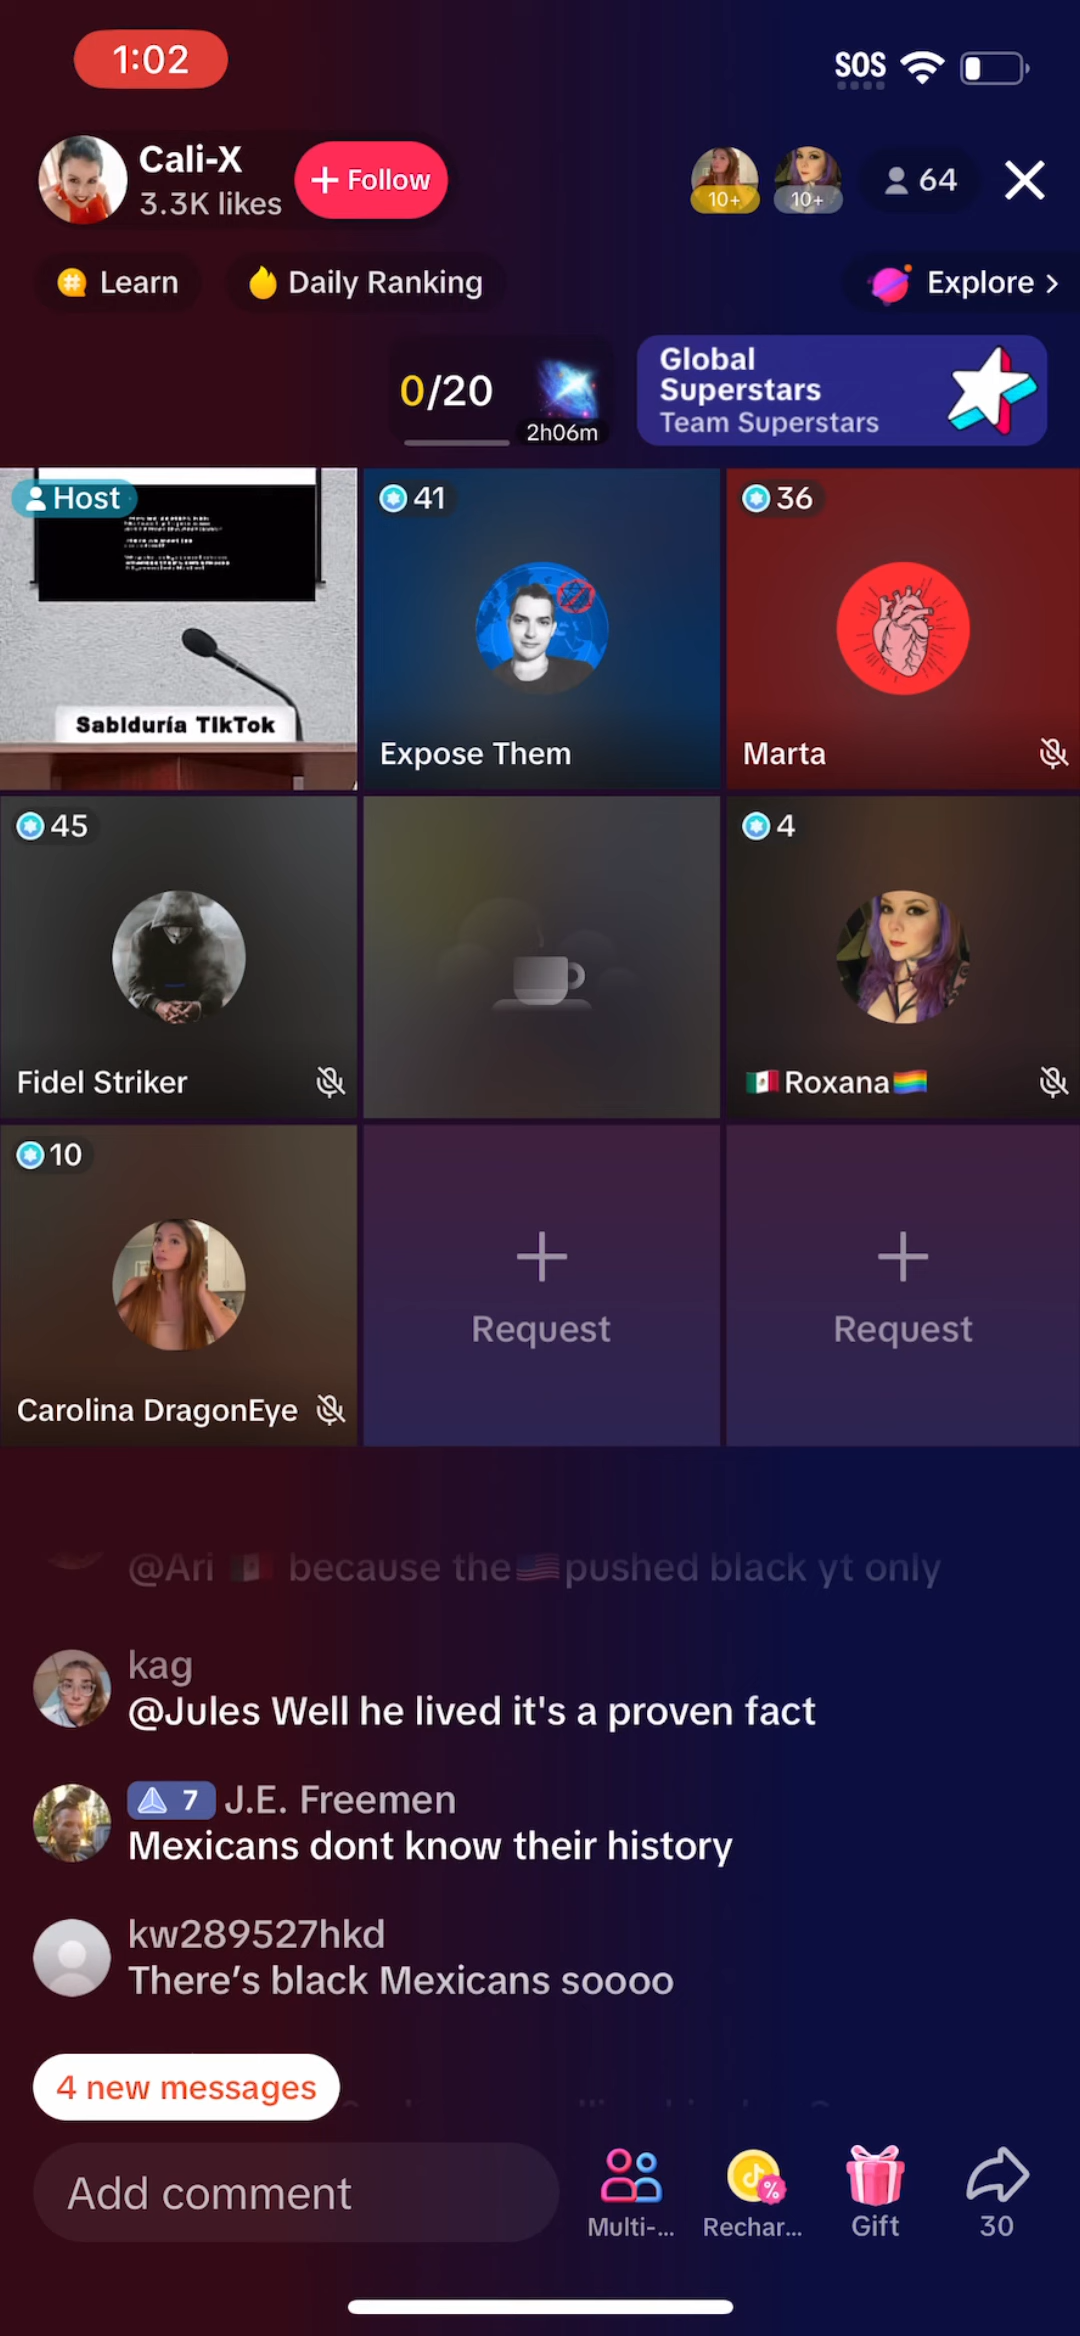 1:02
SOS
Cali-X
3.3K likes
+ Follow
10+
10+
64
Learn
Daily Ranking
Explore >
0/20
2h06m
Global
Superstars
Team Superstars
Host
Sabiduría TikTok
41
Expose Them
36
Marta
45
Fidel Striker
4
🇲🇽Roxana🏳️‍🌈
10
Carolina DragonEye
Request
Request
@Ari 🇲🇽 because the🇺🇸pushed black yt only
kag
@Jules Well he lived it's a proven fact
7 J.E. Freemen
Mexicans dont know their history
kw289527hkd
There’s black Mexicans soooo
4 new messages
Add comment
Multi-...
Rechar...
Gift
30